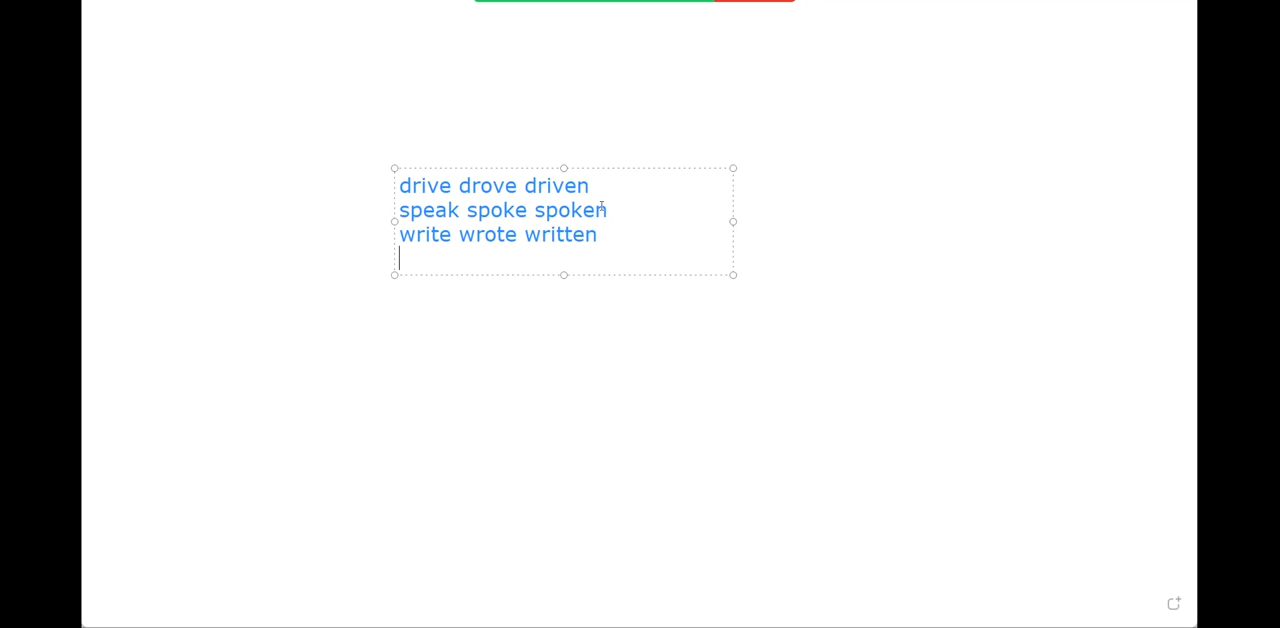 drive drove driven
speak spoke spoken
write wrote written